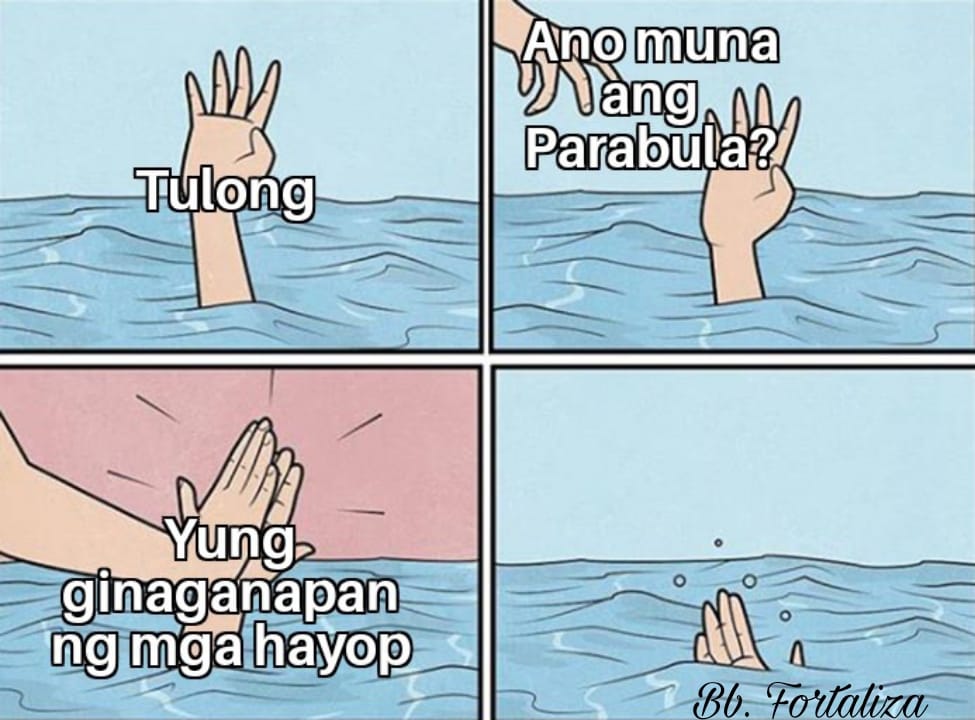 Tulong
Ano muna
ang
Parabula?
Yung
ginaganapan
ng mga hayop
Bb. Fortaliza